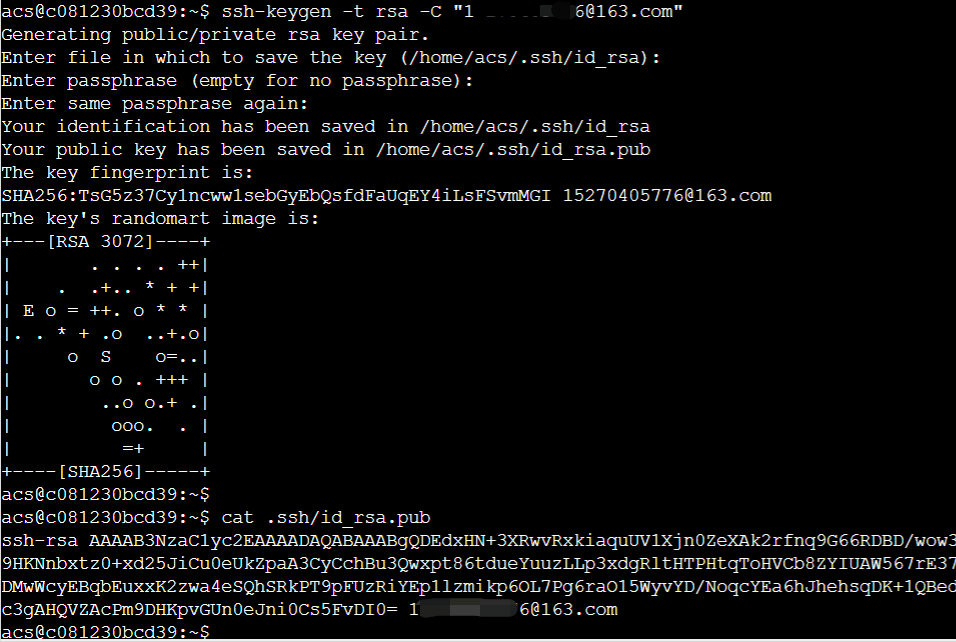 acs@c081230bcd39:~$ ssh-keygen -t rsa -C "1 6@163.com"
Generating public/private rsa key pair.
Enter file in which to save the key (/home/acs/.ssh/id_rsa):
Enter passphrase (empty for no passphrase):
Enter same passphrase again:
Your identification has been saved in /home/acs/.ssh/id_rsa
Your public key has been saved in /home/acs/.ssh/id_rsa.pub
The key fingerprint is:
SHA256:TsG5z37Cy1ncww1sebGyEbQsfdFaUqEY4iLsFSvmMGI 15270405776@163.com
The key's randomart image is:
+---[RSA 3072]----+
|       . . . . ++|
|    .  .+.. * + +|
| E o = ++. o * * |
|. . * + .o  ..+.o|
|     o  S    o=..|
|       o o . +++ |
|        ..o o.+ .|
|         ooo.  . |
|          =+     |
+----[SHA256]-----+
acs@c081230bcd39:~$
acs@c081230bcd39:~$ cat .ssh/id_rsa.pub
ssh-rsa AAAAB3NzaC1yc2EAAAADAQABAAABgQDEdxHN+3XRwvRxkiaquUV1Xjn0ZeXAk2rfnq9G66RDBD/wow3
9HKNnbxtz0+xd25JiCu0eUkZpaA3CyCchBu3Qwxpt86tdueYuuzLLp3xdgRltHTPHtqToHVCb8ZYIUAW567rE37
DMwWcyEBqbEuxxK2zwa4eSQhSRkPT9pFUzRiYEp1lzmikp6OL7Pg6raO15WyvYD/NoqcYEa6hJhehsqDK+1QBed
c3gAHQVZAcPm9DHKpvGUn0eJni0Cs5FvDI0= 1 6@163.com
acs@c081230bcd39:~$